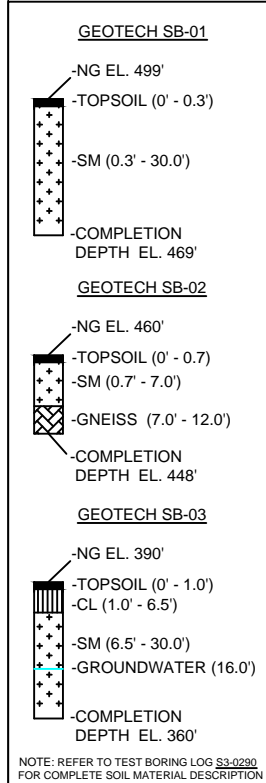 GEOTECH SB-01
-NG EL. 499'
-TOPSOIL (0' - 0.3')
-SM (0.3' - 30.0')
-COMPLETION
DEPTH EL. 469'
GEOTECH SB-02
-NG EL. 460'
-TOPSOIL (0' - 0.7)
-SM (0.7' - 7.0')
-GNEISS (7.0' - 12.0')
-COMPLETION
DEPTH EL. 448'
GEOTECH SB-03
-NG EL. 390'
-TOPSOIL (0' - 1.0')
-CL (1.0' - 6.5')
-SM (6.5' - 30.0')
-GROUNDWATER (16.0')
-COMPLETION
DEPTH EL. 360'
NOTE: REFER TO TEST BORING LOG S3-0290
FOR COMPLETE SOIL MATERIAL DESCRIPTION